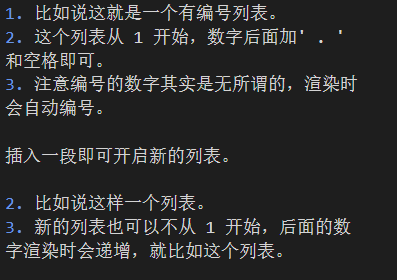 1. 比如说这就是一个有编号列表。
2. 这个列表从 1 开始，数字后面加' . '
和空格即可。
3. 注意编号的数字其实是无所谓的，渲染时
会自动编号。
插入一段即可开启新的列表。
2. 比如说这样一个列表。
3. 新的列表也可以不从 1 开始，后面的数
字渲染时会递增，就比如这个列表。